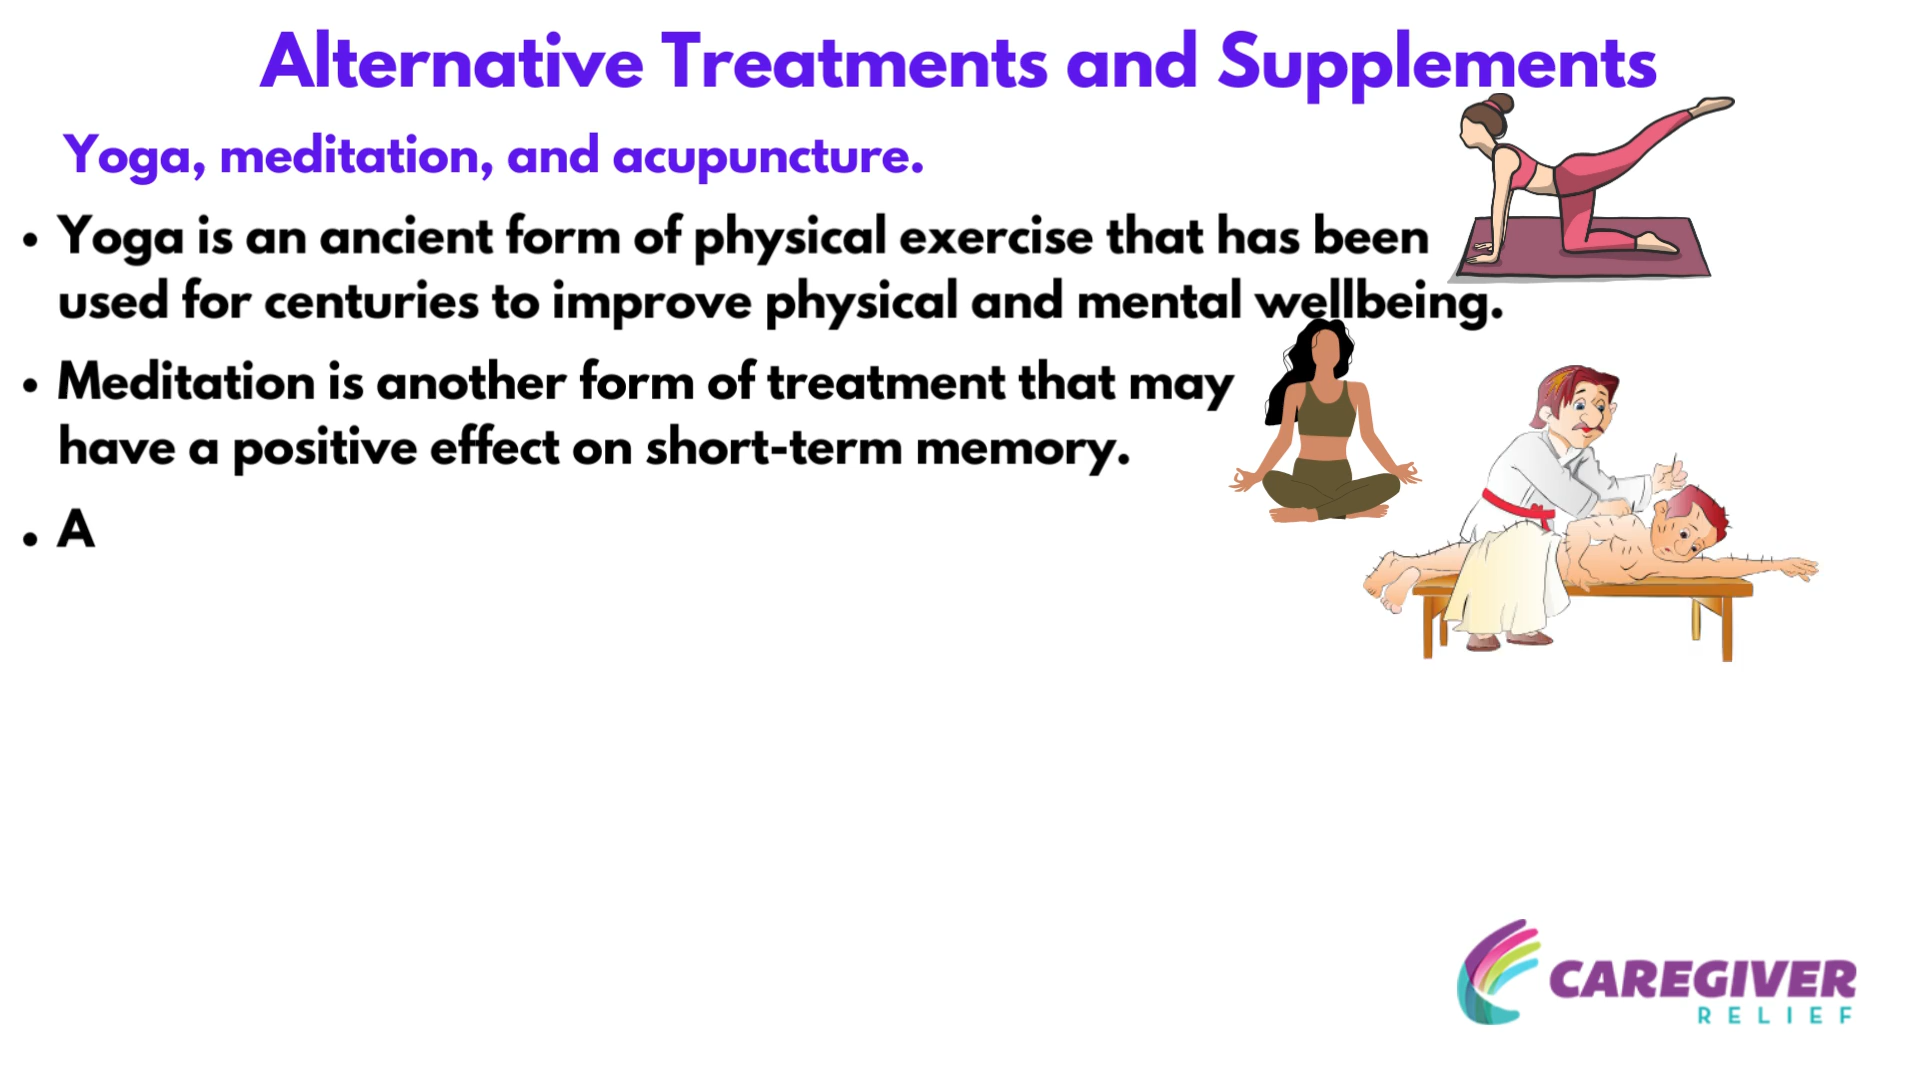 Alternative Treatments and Supplements
Yoga, meditation, and acupuncture.
• Yoga is an ancient form of physical exercise that has been
used for centuries to improve physical and mental wellbeing.
• Meditation is another form of treatment that may
have a positive effect on short-term memory.
• A
CAREGIVER
RELIEF